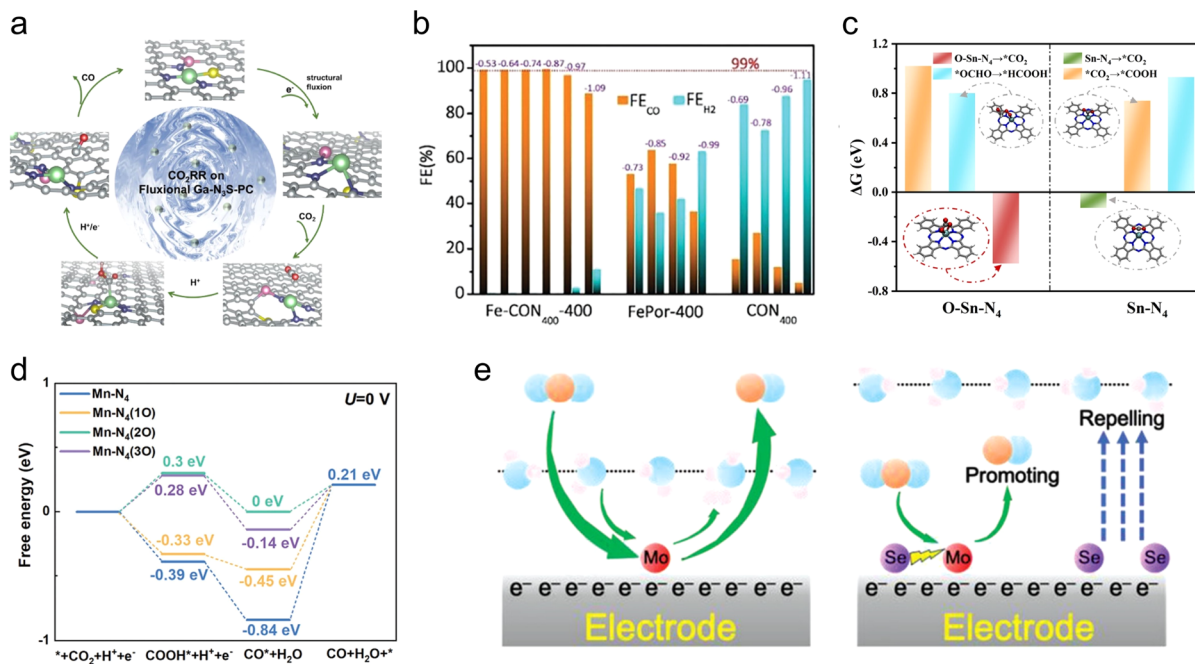 a
CO
structural
fluxion
e⁻
CO₂RR on
Fluxional Ga-N₃S-PC
CO₂
H⁺/e⁻
H⁺
b
FE(%)
100
80
60
40
20
0
-0.53 -0.64 -0.74 -0.87 -0.97
-1.09
99%
FE_CO
FE_H2
-0.73
-0.85
-0.92
-0.99
-0.69
-0.78
-0.96
-1.11
Fe-CON₄₀₀-400
FePor-400
CON₄₀₀
c
ΔG (eV)
1.2
0.8
0.4
0.0
-0.4
-0.8
O-Sn-N₄→*CO₂
*OCHO→*HCOOH
Sn-N₄→*CO₂
*CO₂→*COOH
O-Sn-N₄
Sn-N₄
d
Free energy (eV)
1
0
-1
Mn-N₄
Mn-N₄(1O)
Mn-N₄(2O)
Mn-N₄(3O)
U=0 V
0.3 eV
0.28 eV
0 eV
0.21 eV
-0.14 eV
-0.33 eV
-0.39 eV
-0.45 eV
-0.84 eV
*+CO₂+H⁺+e⁻
COOH*+H⁺+e⁻
CO*+H₂O
CO+H₂O+*
e
Mo
e⁻ e⁻ e⁻ e⁻ e⁻ e⁻ e⁻ e⁻ e⁻ e⁻
Electrode
Repelling
Promoting
Se
Mo
Se
Se
e⁻ e⁻ e⁻ e⁻ e⁻ e⁻ e⁻ e⁻ e⁻ e⁻
Electrode